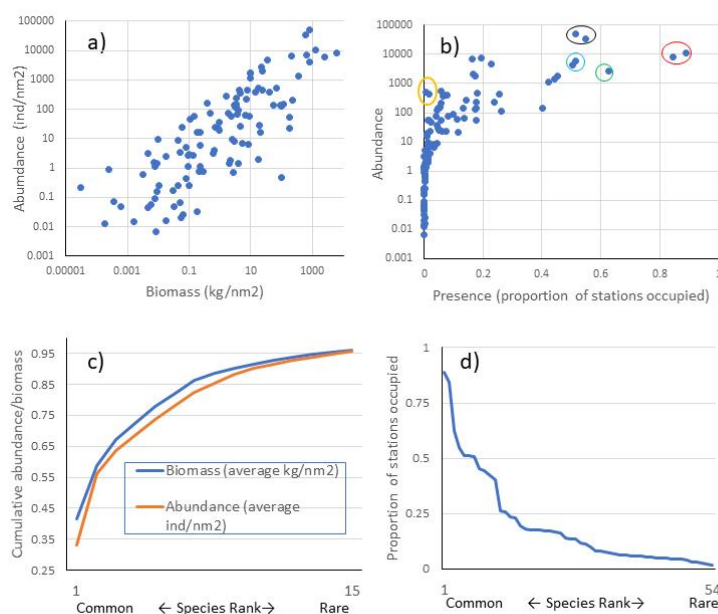 a)
100000
10000
1000
100
10
1
0.1
0.01
0.001
Abumdance (ind/nm2)
0.00001 0.001 0.1 10 1000
Biomass (kg/nm2)
b)
100000
10000
1000
100
10
1
0.1
0.01
0.001
Abundance
0 0.2 0.4 0.6 0.8 1
Presence (proportion of stations occupied)
c)
0.95
0.85
0.75
0.65
0.55
0.45
0.35
0.25
Cumulative abundance/biomass
Biomass (average kg/nm2)
Abundance (average
ind/nm2)
1 15
Common ← Species Rank→ Rare
d)
1
0.75
0.5
0.25
0
Proportion of stations occupied
1 54
Common ← Species Rank→ Rare